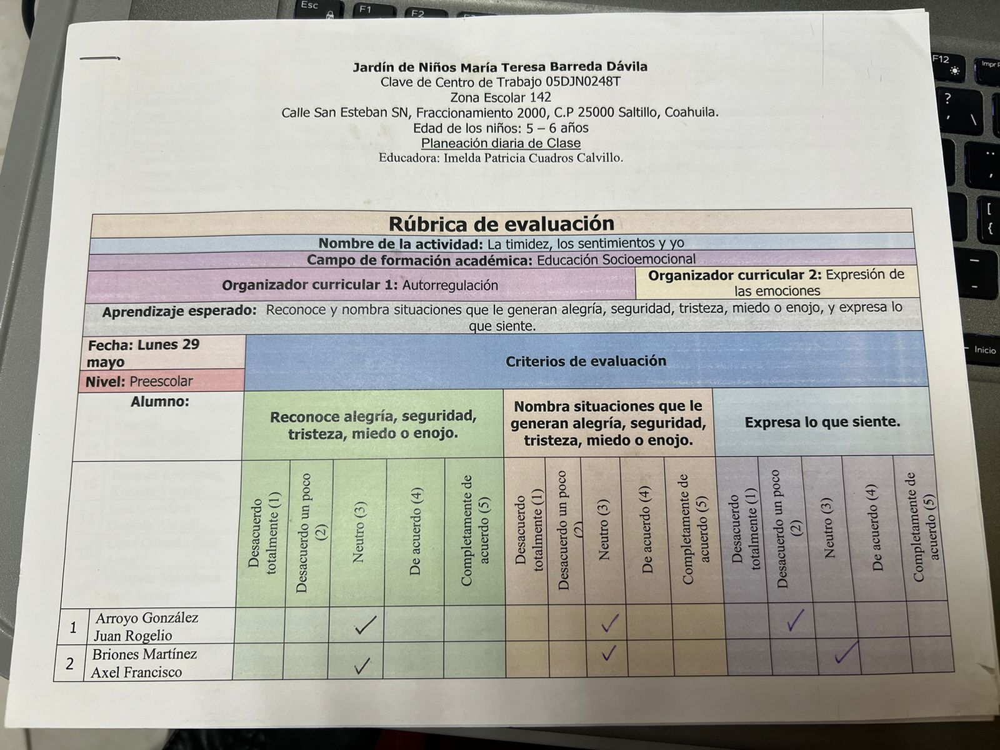 Esc
F1
F2
F12
Impr
?
Inicio
Jardín de Niños María Teresa Barreda Dávila
Clave de Centro de Trabajo 05DJN0248T
Zona Escolar 142
Calle San Esteban SN, Fraccionamiento 2000, C.P 25000 Saltillo, Coahuila.
Edad de los niños: 5 – 6 años
Planeación diaria de Clase
Educadora: Imelda Patricia Cuadros Calvillo.
Rúbrica de evaluación
Nombre de la actividad: La timidez, los sentimientos y yo
Campo de formación académica: Educación Socioemocional
Organizador curricular 1: Autorregulación
Organizador curricular 2: Expresión de
las emociones
Aprendizaje esperado: Reconoce y nombra situaciones que le generan alegría, seguridad, tristeza, miedo o enojo, y expresa lo
que siente.
Fecha: Lunes 29
mayo
Nivel: Preescolar
Criterios de evaluación
Alumno:
Reconoce alegría, seguridad,
tristeza, miedo o enojo.
Nombra situaciones que le
generan alegría, seguridad,
tristeza, miedo o enojo.
Expresa lo que siente.
Desacuerdo
totalmente (1)
Desacuerdo un poco
(2)
Neutro (3)
De acuerdo (4)
Completamente de
acuerdo (5)
Desacuerdo
totalmente (1)
Desacuerdo un poco
(2)
Neutro (3)
De acuerdo (4)
Completamente de
acuerdo (5)
Desacuerdo
totalmente (1)
Desacuerdo un poco
(2)
Neutro (3)
De acuerdo (4)
Completamente de
acuerdo (5)
1
Arroyo González
Juan Rogelio
2
Briones Martínez
Axel Francisco